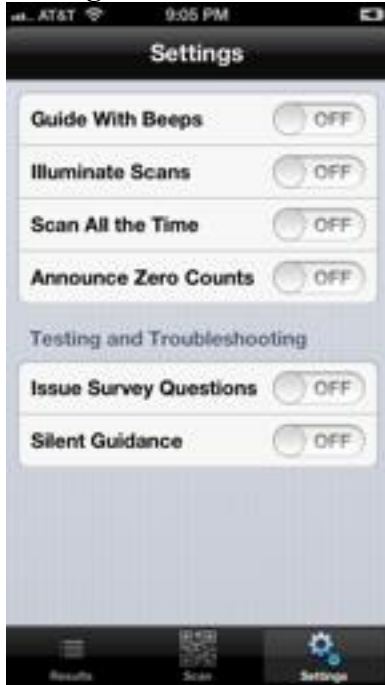 AT&T 9:05 PM
Settings
Guide With Beeps OFF
Illuminate Scans OFF
Scan All the Time OFF
Announce Zero Counts OFF
Testing and Troubleshooting
Issue Survey Questions OFF
Silent Guidance OFF
Results Scan Settings